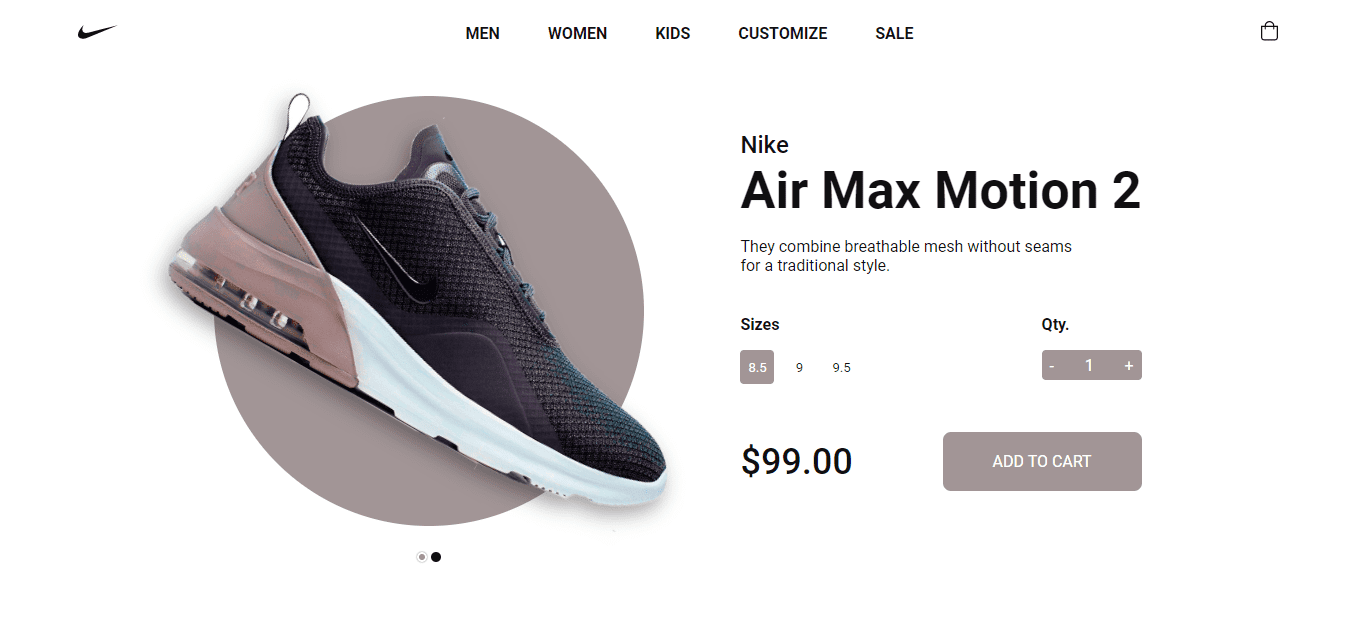 MEN WOMEN KIDS CUSTOMIZE SALE
Nike
Air Max Motion 2
They combine breathable mesh without seams
for a traditional style.
Sizes Qty.
8.5 9 9.5 - 1 +
$99.00 ADD TO CART